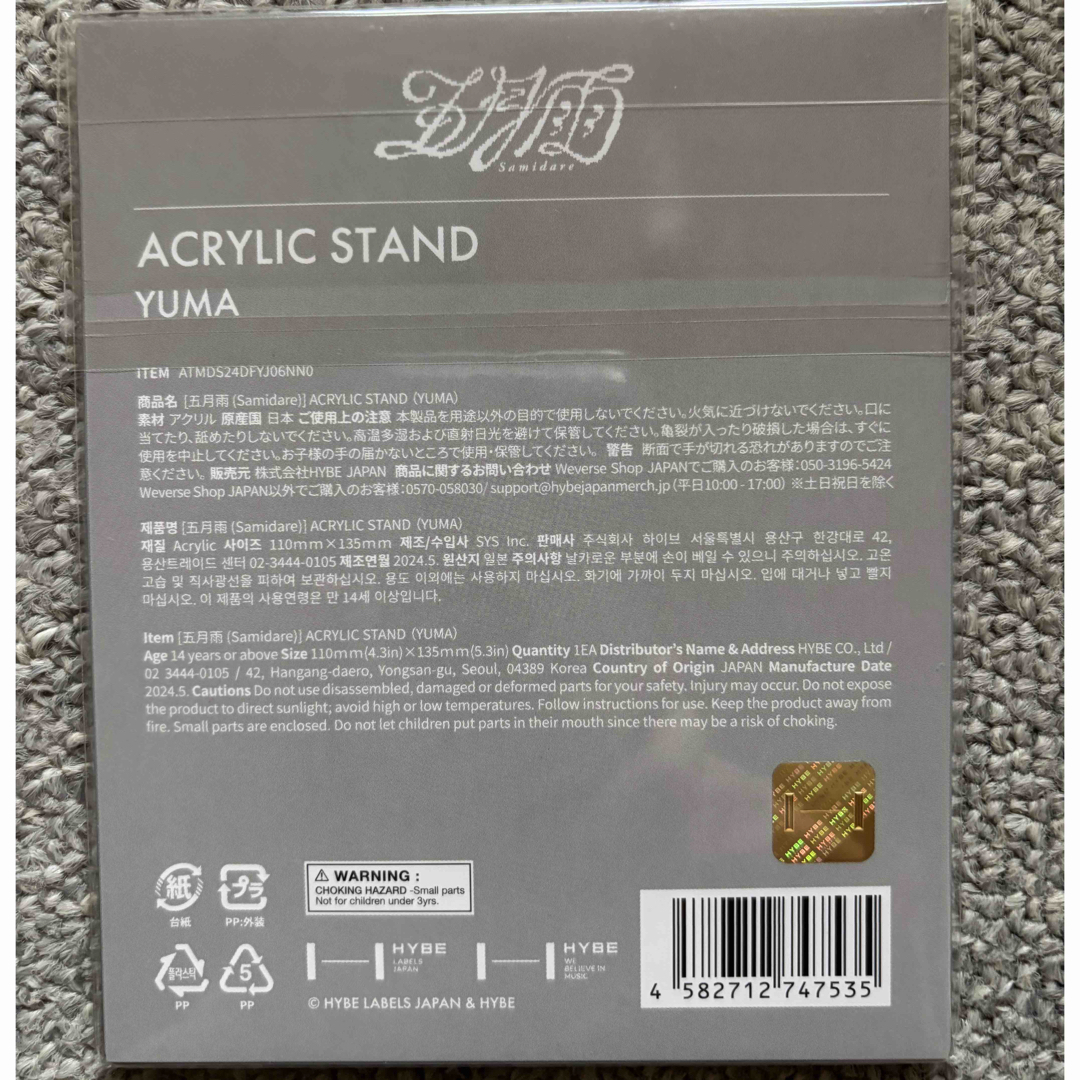 五月雨
Samidare
ACRYLIC STAND
YUMA
ITEM ATMDS24DFYJ06NN0
商品名 [五月雨 (Samidare)] ACRYLIC STAND (YUMA)
素材 アクリル 原産国 日本 ご使用上の注意 本製品を用途以外の目的で使用しないでください。火気に近づけないでください。口に
当てたり、舐めたりしないでください。高温多湿および直射日光を避けて保管してください。亀裂が入ったり破損した場合は、すぐに
使用を中止してください。お子様の手の届かないところで使用・保管してください。 警告 断面で手が切れる恐れがありますのでご注
意ください。 販売元 株式会社HYBE JAPAN 商品に関するお問い合わせ Weverse Shop JAPANでご購入のお客様：050-3196-5424
Weverse Shop JAPAN以外でご購入のお客様：0570-058030/ support@hybejapanmerch.jp (平日10:00 - 17:00) ※土日祝日を除く
제품명 [五月雨 (Samidare)] ACRYLIC STAND (YUMA)
재질 Acrylic 사이즈 110mm×135mm 제조/수입사 SYS Inc. 판매사 주식회사 하이브 서울특별시 용산구 한강대로 42,
용산트레이드 센터 02-3444-0105 제조연월 2024.5. 원산지 일본 주의사항 날카로운 부분에 손이 베일 수 있으니 주의하십시오. 고온
고습 및 직사광선을 피하여 보관하십시오. 용도 이외에는 사용하지 마십시오. 화기에 가까이 두지 마십시오. 입에 대거나 넣고 빨지
마십시오. 이 제품의 사용연령은 만 14세 이상입니다.
Item [五月雨 (Samidare)] ACRYLIC STAND (YUMA)
Age 14 years or above Size 110mm(4.3in)×135mm(5.3in) Quantity 1EA Distributor's Name & Address HYBE CO., Ltd /
02 3444-0105 / 42, Hangang-daero, Yongsan-gu, Seoul, 04389 Korea Country of Origin JAPAN Manufacture Date
2024.5. Cautions Do not use disassembled, damaged or deformed parts for your safety. Injury may occur. Do not expose
the product to direct sunlight; avoid high or low temperatures. Follow instructions for use. Keep the product away from
fire. Small parts are enclosed. Do not let children put parts in their mouth since there may be a risk of choking.
HYBE HYBE HYBE
紙
台紙
プラ
PP:外装
⚠ WARNING :
CHOKING HAZARD -Small parts
Not for children under 3yrs.
플라스틱
PP
5
PP
HYBE
LABELS
JAPAN
HYBE
WE
BELIEVE IN
MUSIC
© HYBE LABELS JAPAN & HYBE
4 582712 747535